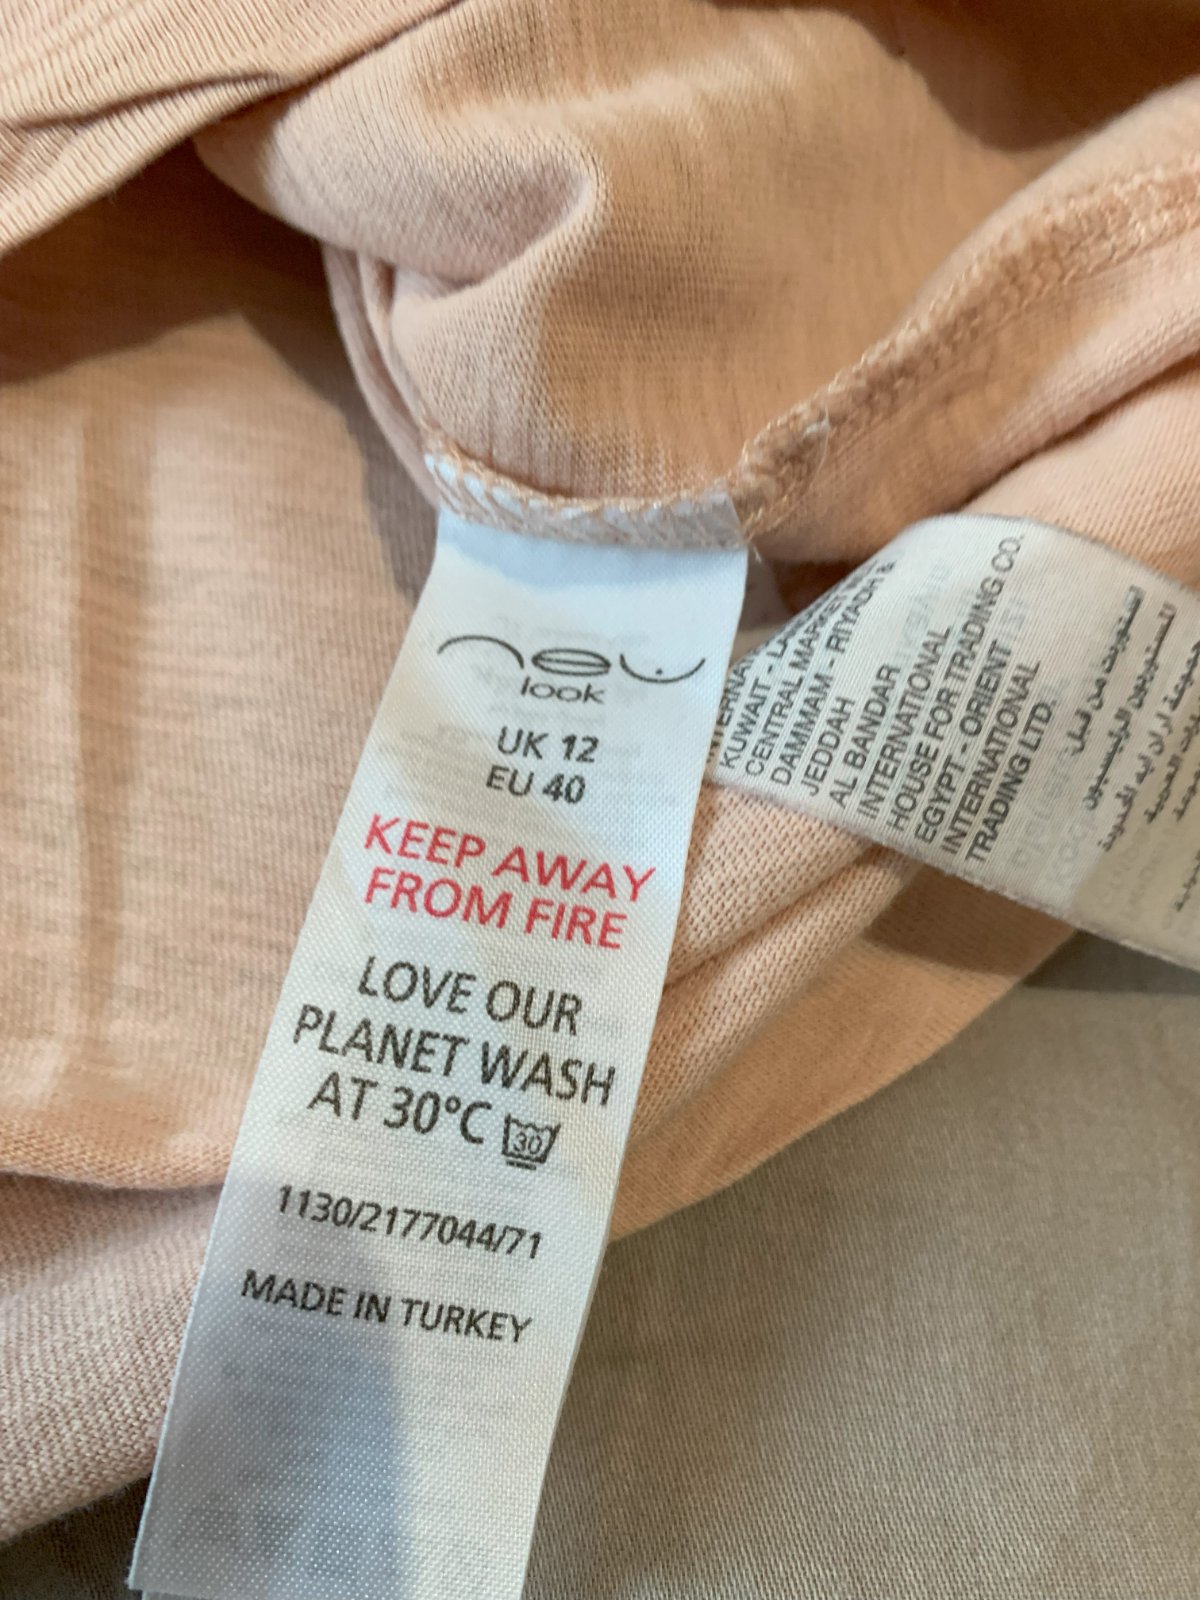 new
look
UK 12
EU 40
KEEP AWAY
FROM FIRE
LOVE OUR
PLANET WASH
AT 30°C 30
1130/2177044/71
MADE IN TURKEY
KUWAIT -
CENTRAL MARKET
DAMMAM - RIYADH &
JEDDAH
AL BANDAR
INTERNATIONAL
HOUSE FOR TRADING CO.
EGYPT - ORIENT
INTERNATIONAL
TRADING LTD.